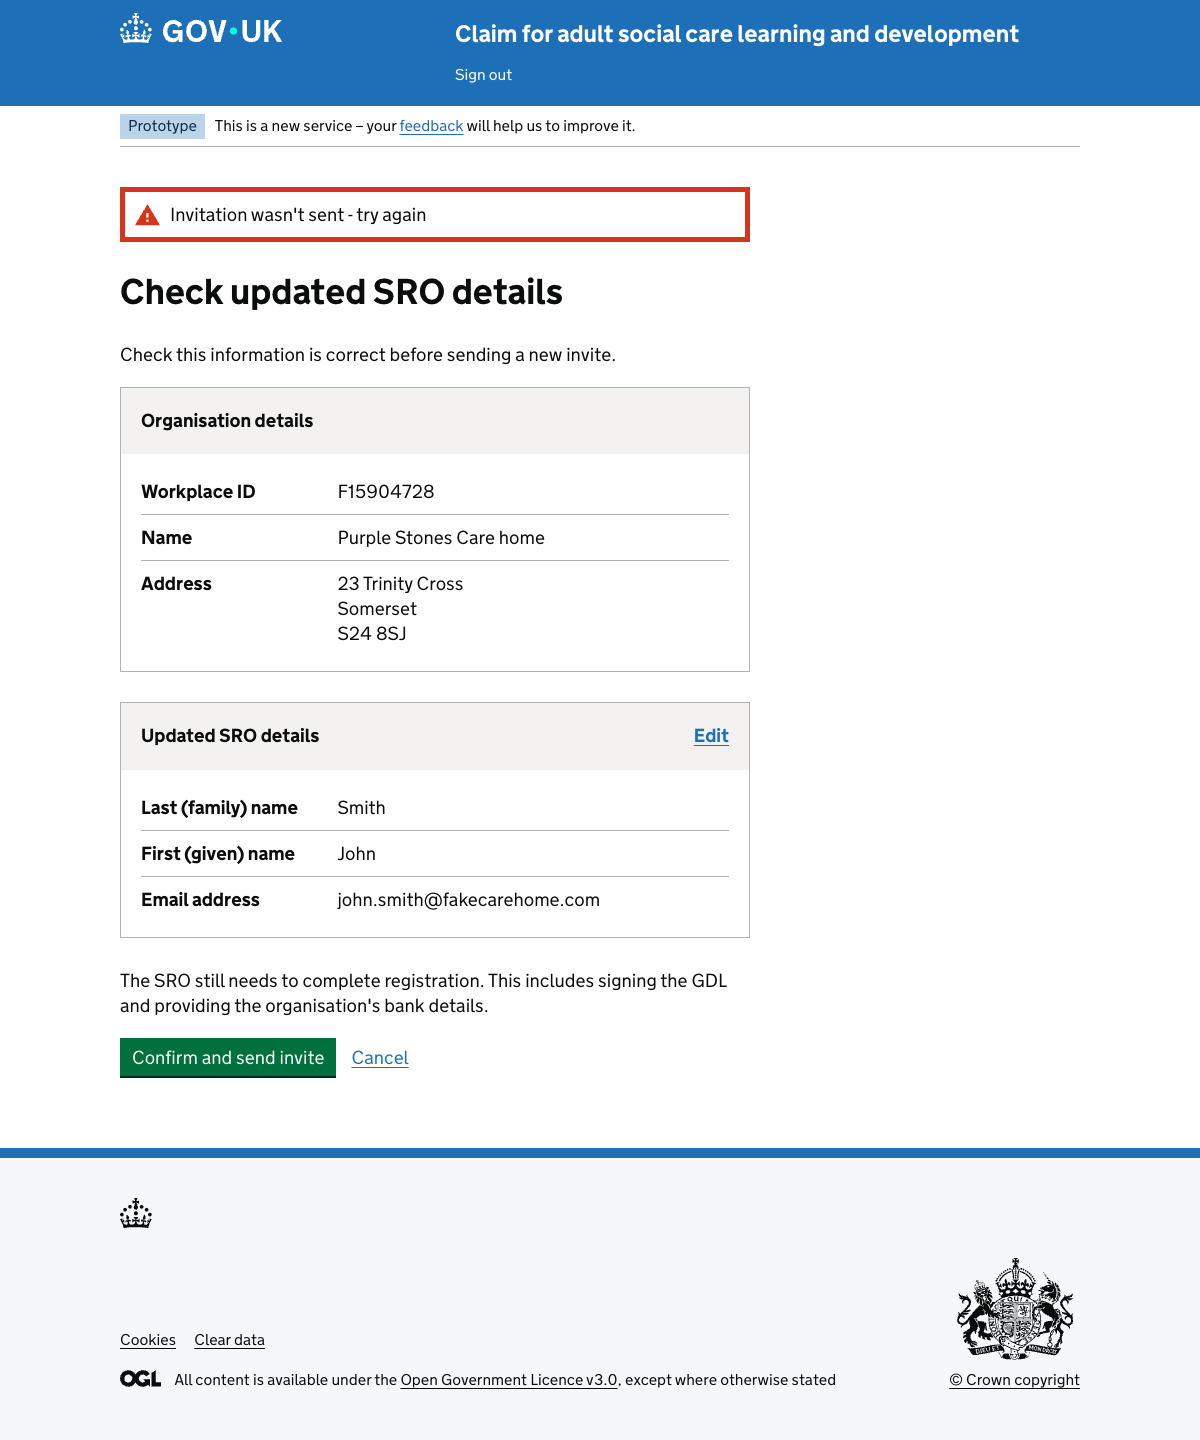 GOV·UK
Claim for adult social care learning and development
Sign out
Prototype This is a new service – your feedback will help us to improve it.
Invitation wasn't sent - try again
Check updated SRO details
Check this information is correct before sending a new invite.
Organisation details
Workplace ID F15904728
Name Purple Stones Care home
Address 23 Trinity Cross
Somerset
S24 8SJ
Updated SRO details Edit
Last (family) name Smith
First (given) name John
Email address john.smith@fakecarehome.com
The SRO still needs to complete registration. This includes signing the GDL
and providing the organisation's bank details.
Confirm and send invite Cancel
Cookies Clear data
OGL All content is available under the Open Government Licence v3.0, except where otherwise stated
© Crown copyright